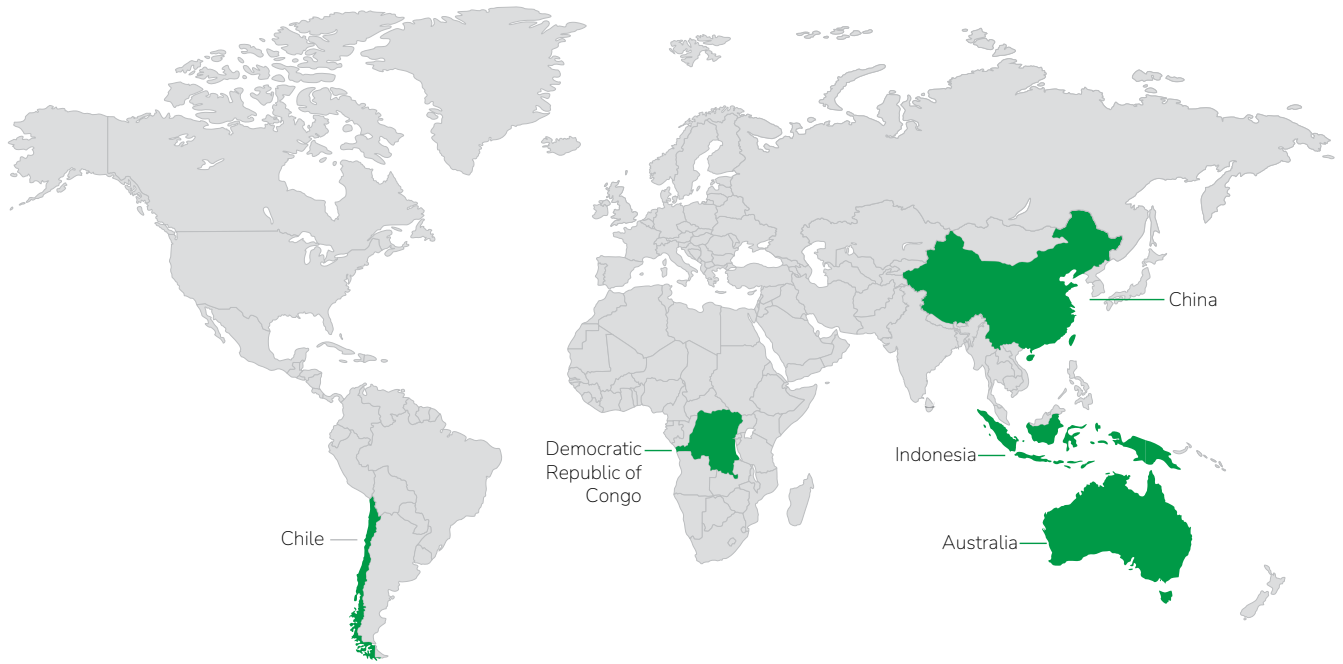 China
Democratic
Republic of
Congo
Indonesia
Chile
Australia